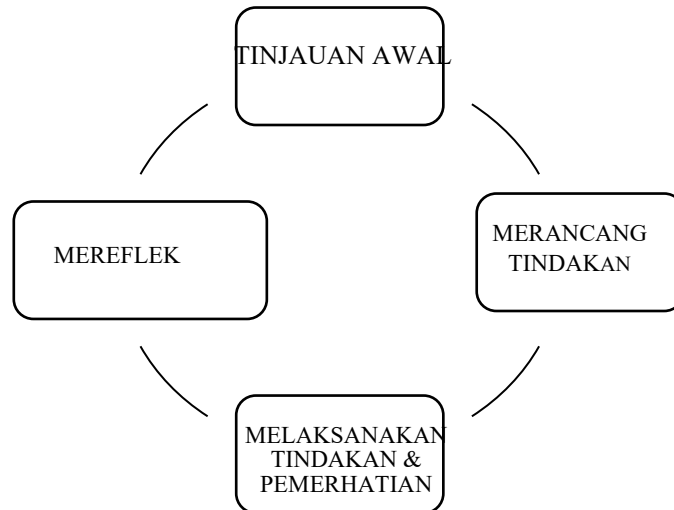 TINJAUAN AWAL
MERANCANG
TINDAKAN
MELAKSANAKAN
TINDAKAN &
PEMERHATIAN
MEREFLEK